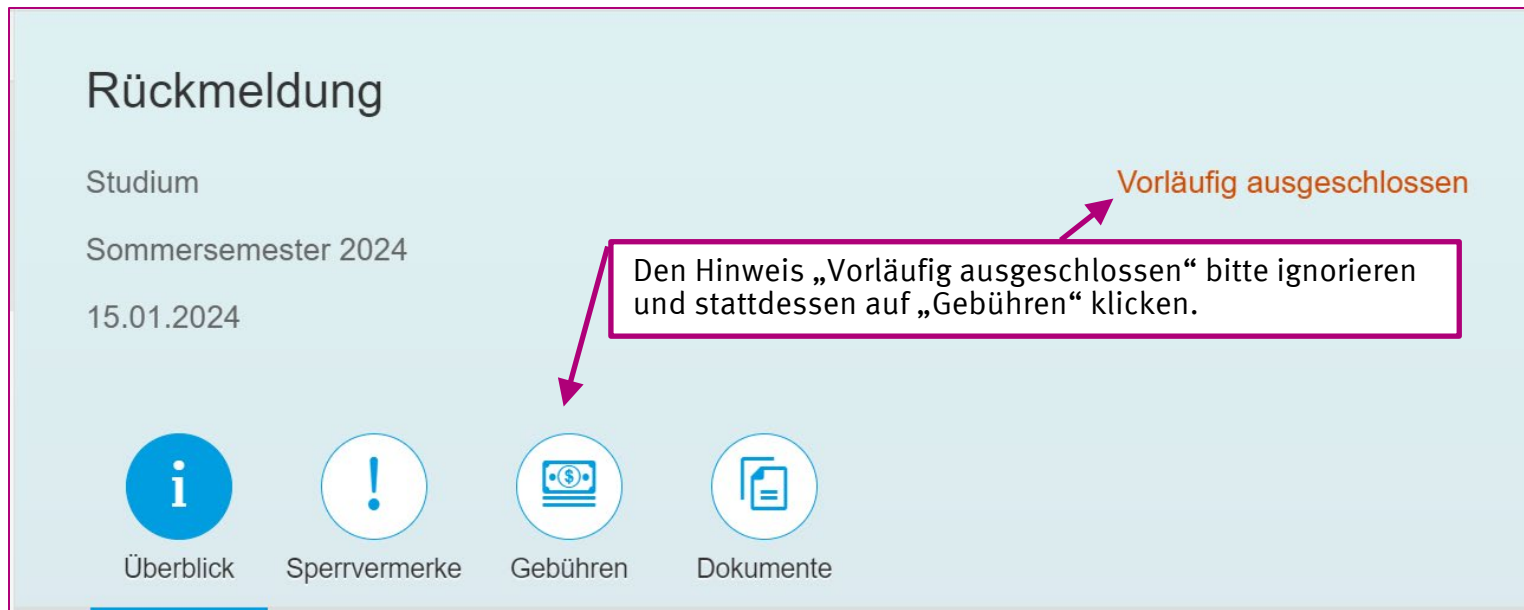 Rückmeldung
Studium
Vorläufig ausgeschlossen
Sommersemester 2024
Den Hinweis „Vorläufig ausgeschlossen“ bitte ignorieren
und stattdessen auf „Gebühren“ klicken.
15.01.2024
i
!
$
Überblick
Sperrvermerke
Gebühren
Dokumente